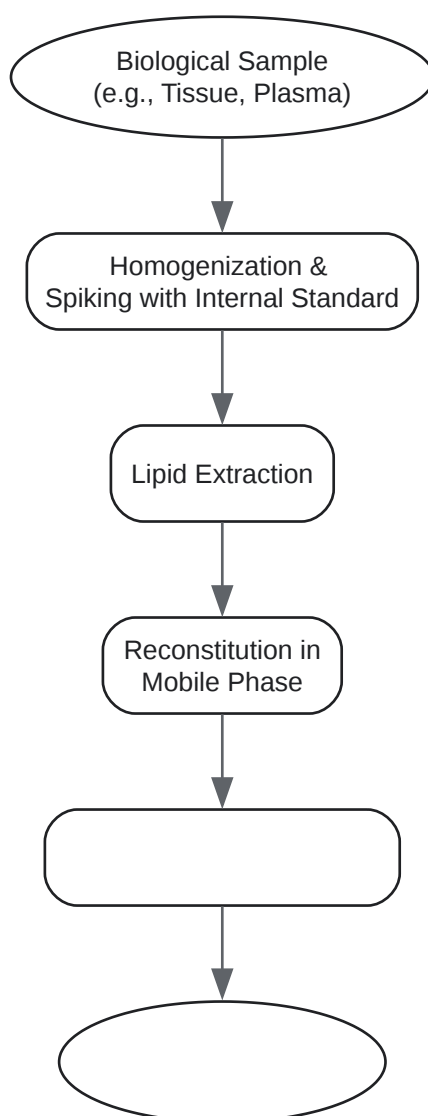 Biological Sample
(e.g., Tissue, Plasma)
Homogenization &
Spiking with Internal Standard
Lipid Extraction
Reconstitution in
Mobile Phase